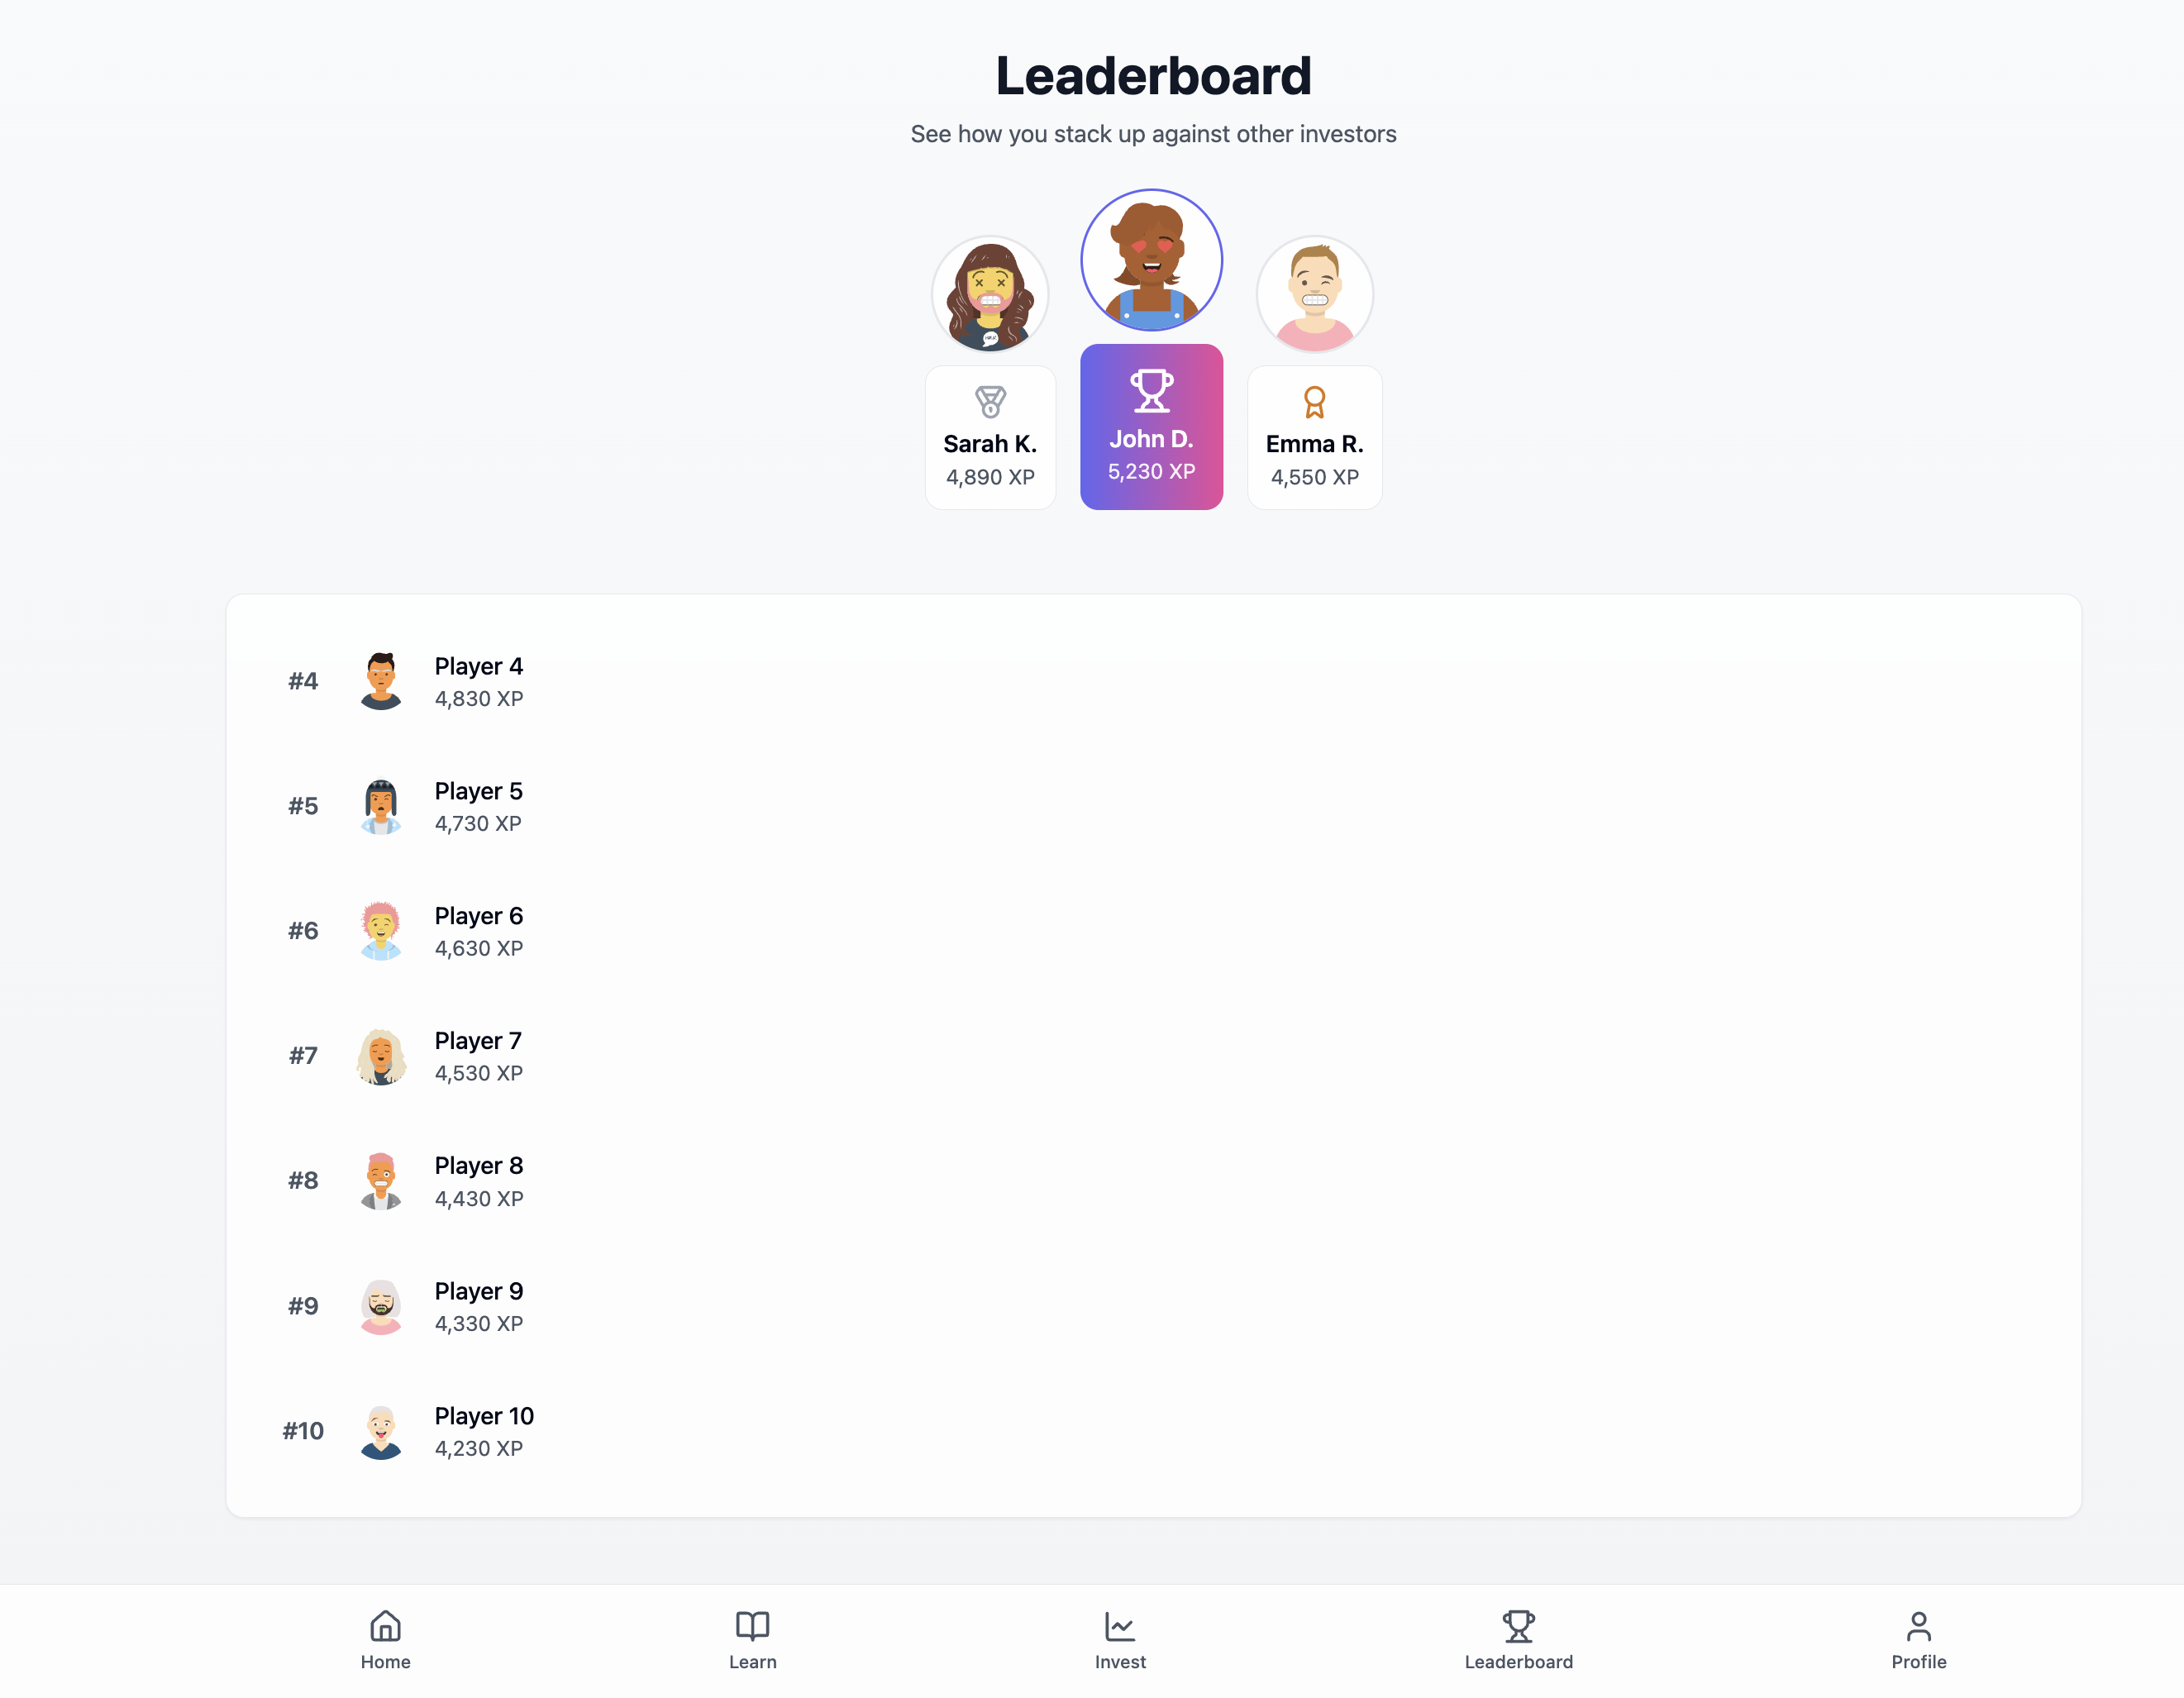 Leaderboard
See how you stack up against other investors
Sarah K.
4,890 XP
John D.
5,230 XP
Emma R.
4,550 XP
#4
Player 4
4,830 XP
#5
Player 5
4,730 XP
#6
Player 6
4,630 XP
#7
Player 7
4,530 XP
#8
Player 8
4,430 XP
#9
Player 9
4,330 XP
#10
Player 10
4,230 XP
Home
Learn
Invest
Leaderboard
Profile